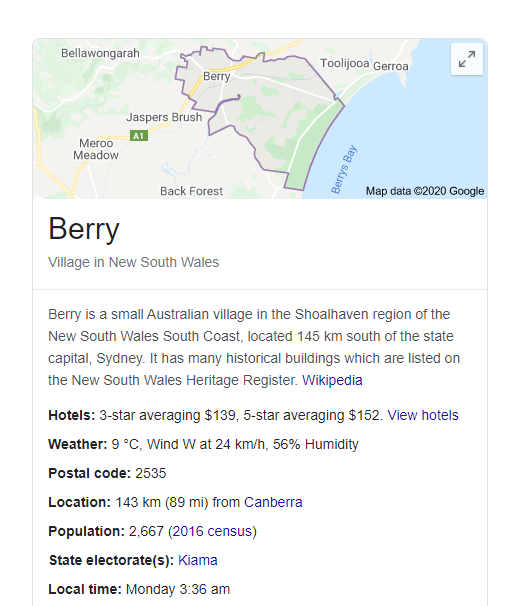 Bellawongarah
Toolijooa Gerroa
Berry
Jaspers Brush
A1
Meroo
Meadow
Berrys Bay
Back Forest
Map data ©2020 Google
Berry
Village in New South Wales
Berry is a small Australian village in the Shoalhaven region of the
New South Wales South Coast, located 145 km south of the state
capital, Sydney. It has many historical buildings which are listed on
the New South Wales Heritage Register. Wikipedia
Hotels: 3-star averaging $139, 5-star averaging $152. View hotels
Weather: 9 °C, Wind W at 24 km/h, 56% Humidity
Postal code: 2535
Location: 143 km (89 mi) from Canberra
Population: 2,667 (2016 census)
State electorate(s): Kiama
Local time: Monday 3:36 am